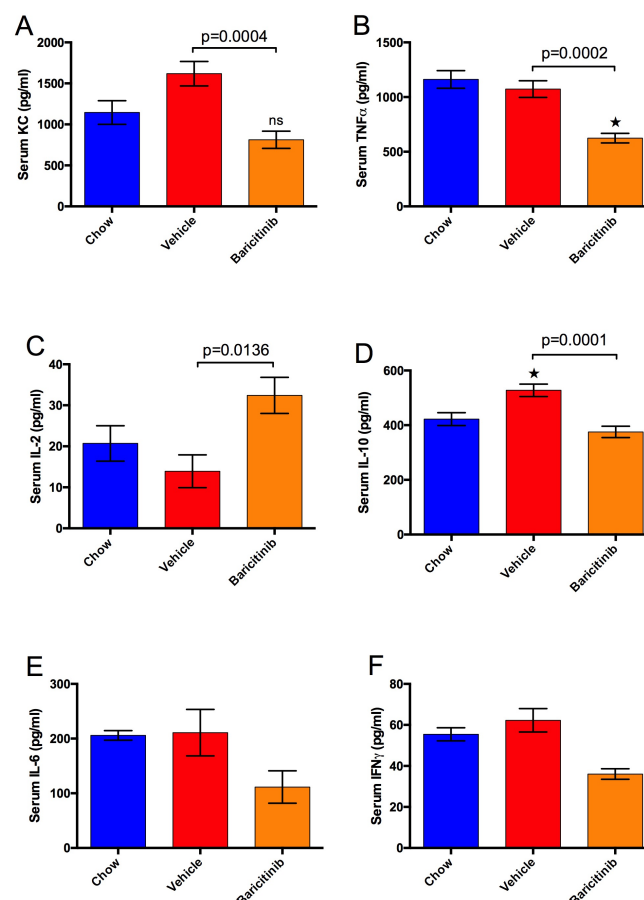 A
p=0.0004
2000
1500
1000
500
0
Serum KC (pg/ml)
ns
Chow
Vehicle
Baricitinib
B
p=0.0002
1500
1000
500
0
Serum TNFα (pg/ml)
★
Chow
Vehicle
Baricitinib
C
p=0.0136
40
30
20
10
0
Serum IL-2 (pg/ml)
Chow
Vehicle
Baricitinib
D
p=0.0001
600
400
200
0
Serum IL-10 (pg/ml)
★
Chow
Vehicle
Baricitinib
E
300
200
100
0
Serum IL-6 (pg/ml)
Chow
Vehicle
Baricitinib
F
80
60
40
20
0
Serum IFNγ (pg/ml)
Chow
Vehicle
Baricitinib